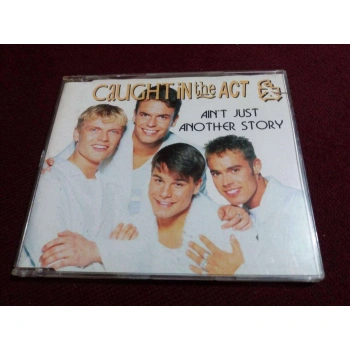 CaUGHT iN the ACT
AIN'T JUST
ANOTHER STORY